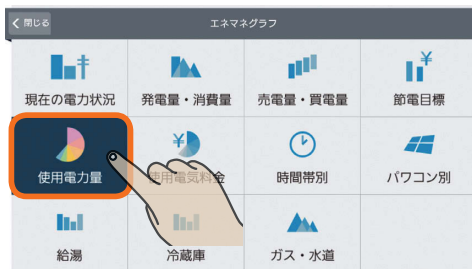 < 閉じる
エネマネグラフ
現在の電力状況
発電量・消費量
売電量・買電量
節電目標
使用電力量
使用電気料金
時間帯別
パワコン別
給湯
冷蔵庫
ガス・水道